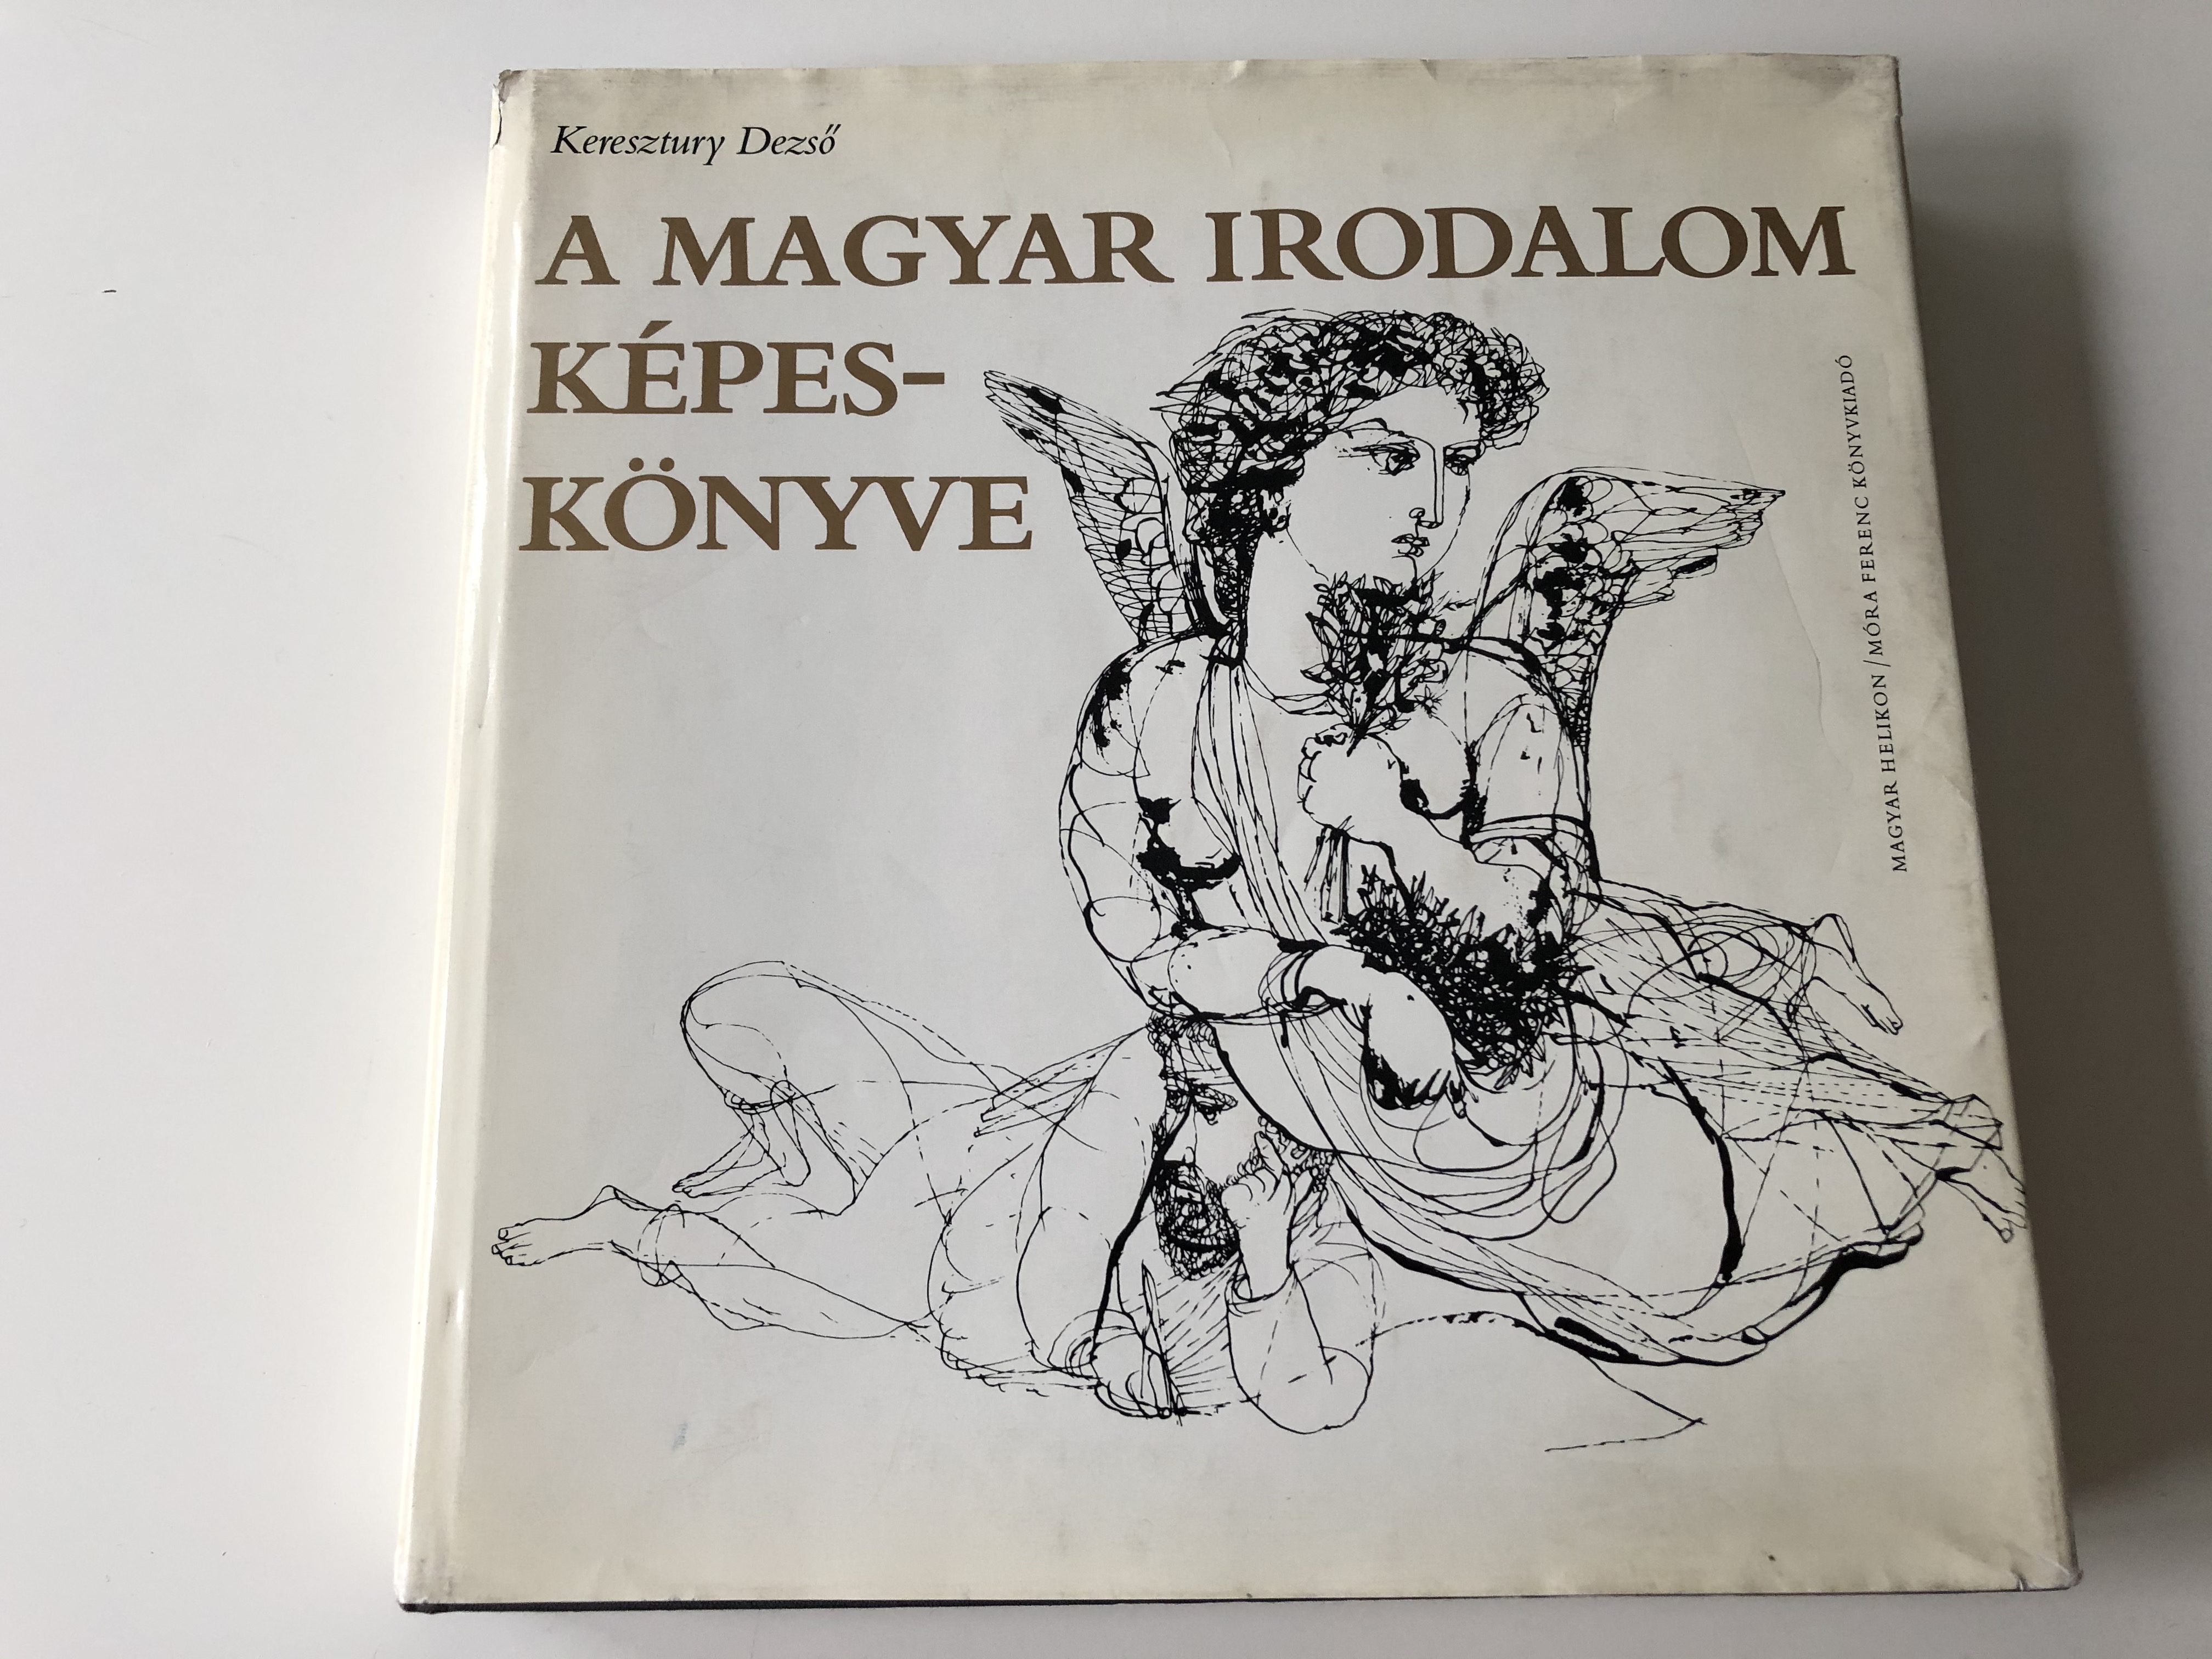 Keresztury Dezső
A MAGYAR IRODALOM
KÉPES-
KÖNYVE
MAGYAR HELIKON / MÓRA FERENC KÖNYVKIADÓ